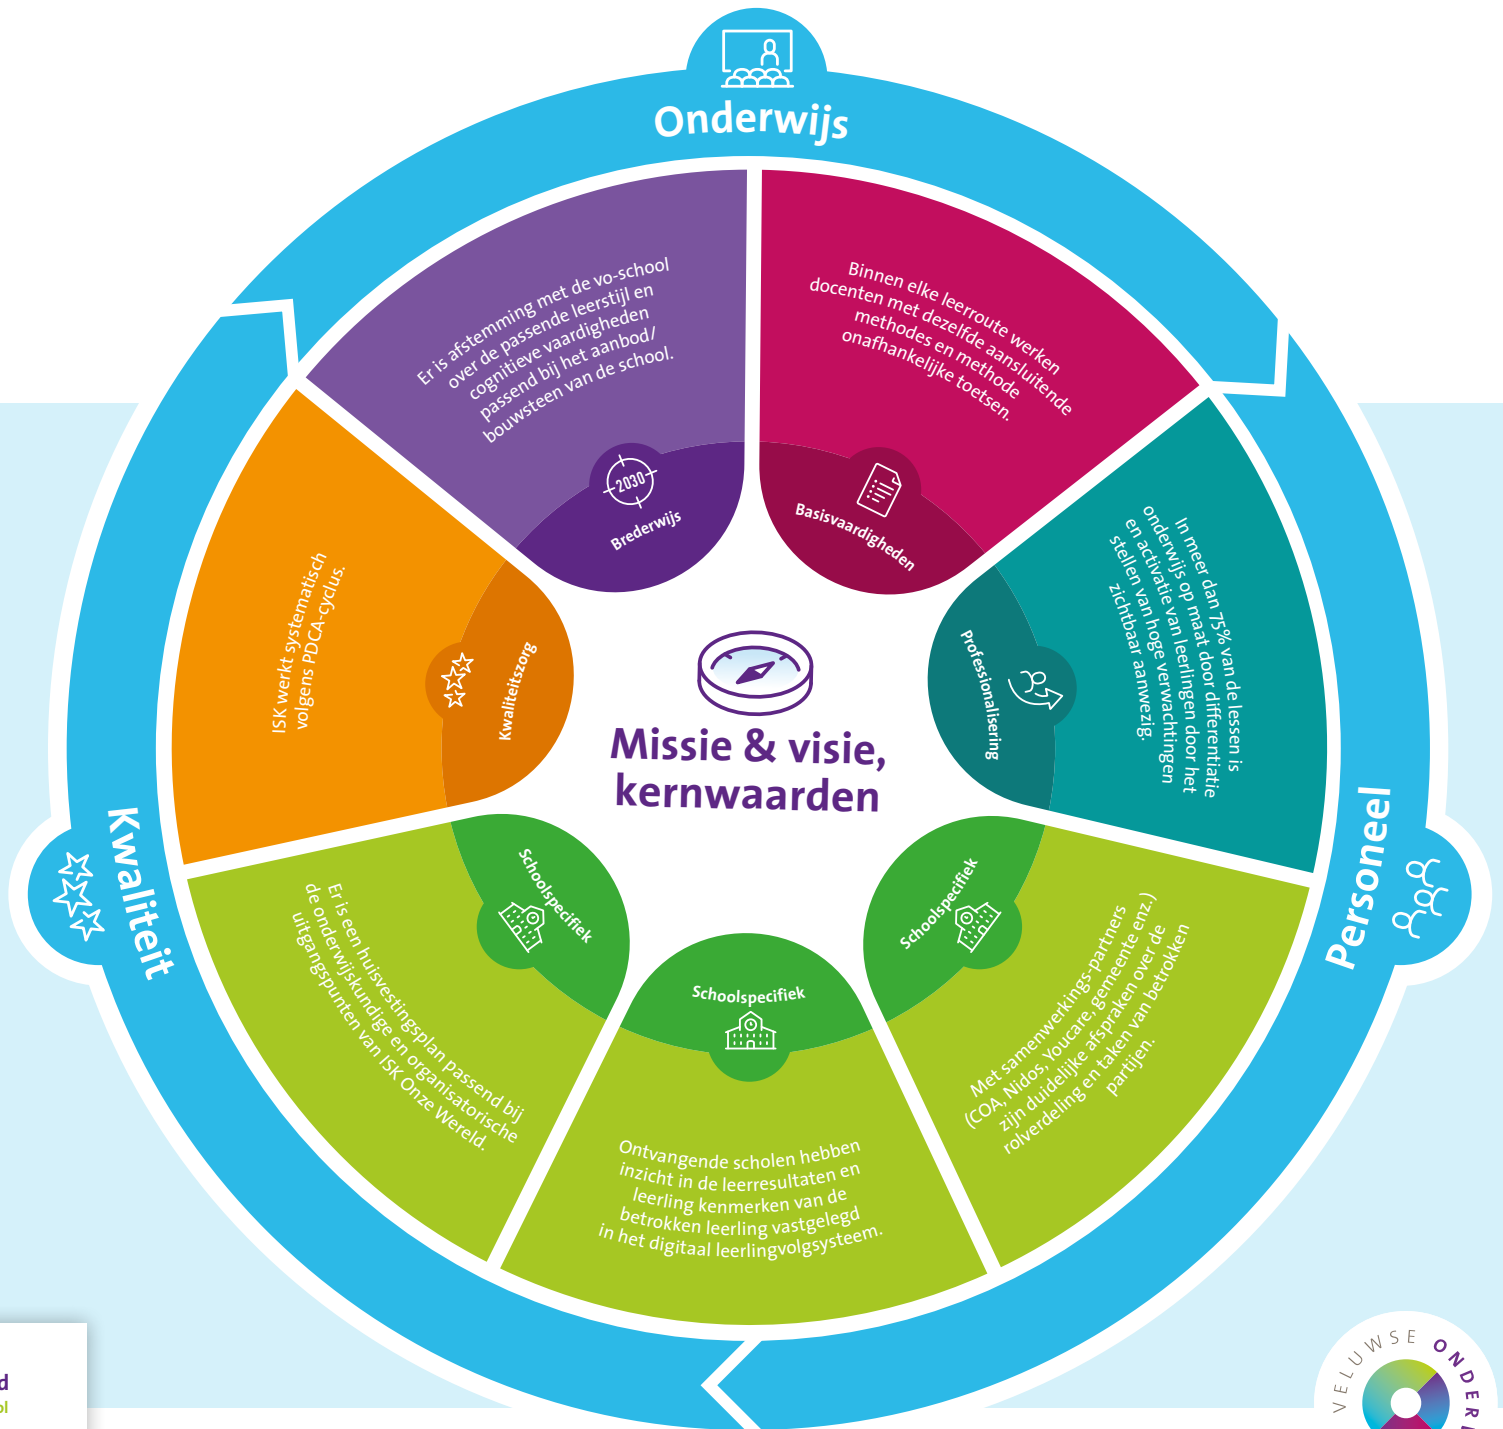 Onderwijs
Er is afstemming met de vo-school
over de passende leerstijl en
cognitieve vaardigheden
passend bij het aanbod/
bouwsteen van de school.
2030
Brederwijs
Binnen elke leerroute werken
docenten met dezelfde aansluitende
methodes en methode
onafhankelijke toetsen.
Basisvaardigheden
In meer dan 75% van de lessen is
onderwijs op maat door differentiatie
en activatie van leerlingen door het
stellen van hoge verwachtingen
zichtbaar aanwezig.
Professionalisering
Personeel
Met samenwerkings-partners
(COA, Nidos, Youcare, gemeente enz.)
zijn duidelijke afspraken over de
rolverdeling en taken van betrokken
partijen.
Schoolspecifiek
Ontvangende scholen hebben
inzicht in de leerresultaten en
leerling kenmerken van de
betrokken leerling vastgelegd
in het digitaal leerlingvolgsysteem.
Schoolspecifiek
Er is een huisvestingsplan passend bij
de onderwijskundige en organisatorische
uitgangspunten van ISK Onze Wereld.
Schoolspecifiek
Kwaliteit
ISK werkt systematisch
volgens PDCA-cyclus.
Kwaliteitszorg
Missie & visie,
kernwaarden
d
ol
VELUWSE ONDER